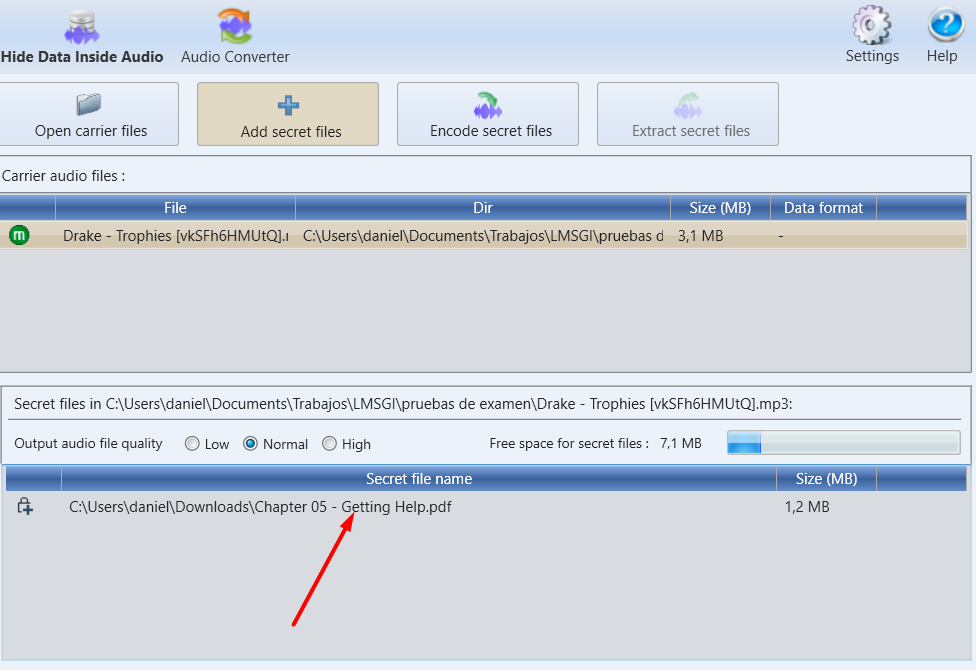 Hide Data Inside Audio
Audio Converter
Settings
Help
Open carrier files
Add secret files
Encode secret files
Extract secret files
Carrier audio files :
File Dir Size (MB) Data format
m Drake - Trophies [vkSFh6HMUtQ].ı C:\Users\daniel\Documents\Trabajos\LMSGI\pruebas d 3,1 MB -
Secret files in C:\Users\daniel\Documents\Trabajos\LMSGI\pruebas de examen\Drake - Trophies [vkSFh6HMUtQ].mp3:
Output audio file quality Low Normal High Free space for secret files : 7,1 MB
Secret file name Size (MB)
C:\Users\daniel\Downloads\Chapter 05 - Getting Help.pdf 1,2 MB